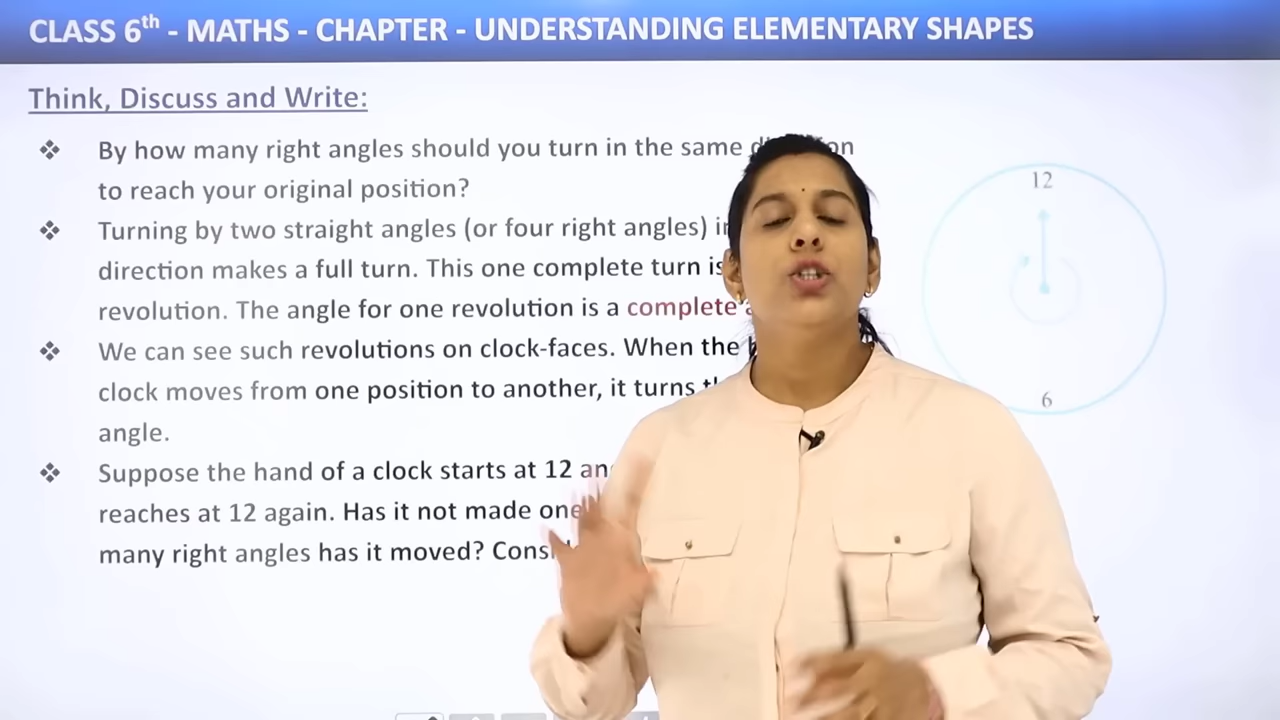 CLASS 6th - MATHS - CHAPTER - UNDERSTANDING ELEMENTARY SHAPES
Think, Discuss and Write:
❖ By how many right angles should you turn in the same
to reach your original position?
❖ Turning by two straight angles (or four right angles)
direction makes a full turn. This one complete turn is
revolution. The angle for one revolution is a complete
❖ We can see such revolutions on clock-faces. When the
clock moves from one position to another, it turns
angle.
❖ Suppose the hand of a clock starts at 12
reaches at 12 again. Has it not made one
many right angles has it moved?
12
6